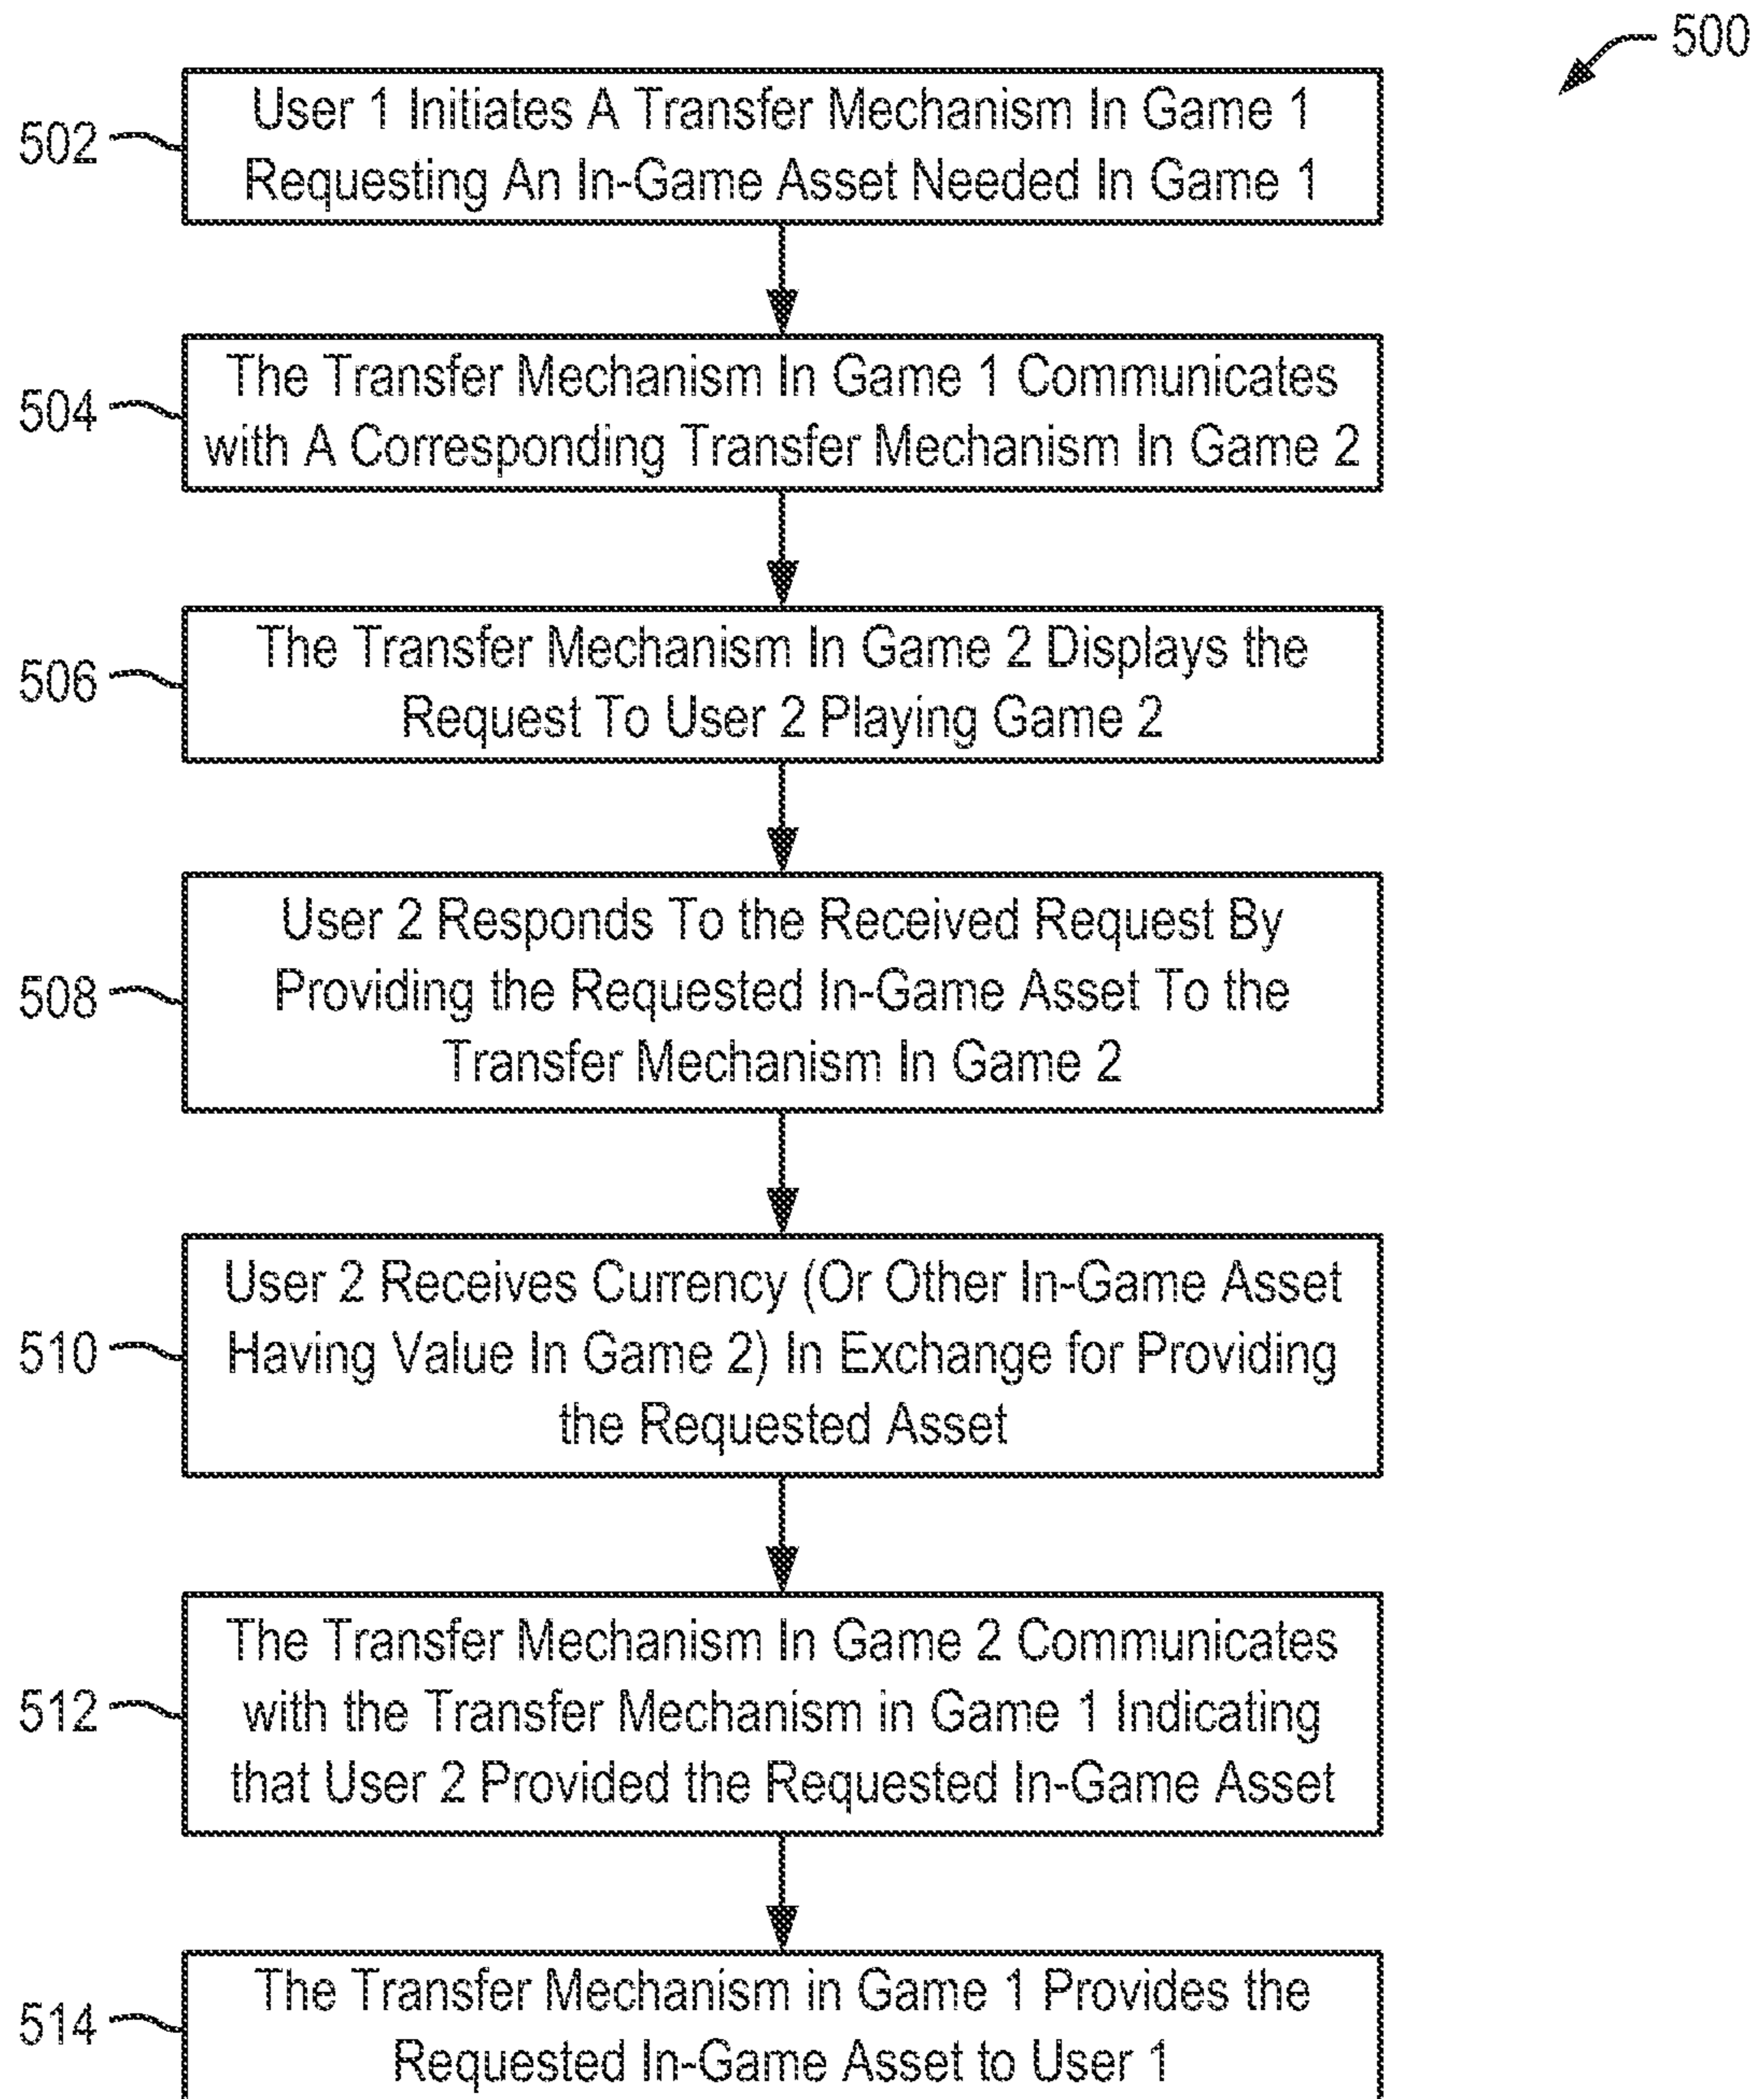 500
502
User 1 Initiates A Transfer Mechanism In Game 1
Requesting An In-Game Asset Needed In Game 1
504
The Transfer Mechanism In Game 1 Communicates
with A Corresponding Transfer Mechanism In Game 2
506
The Transfer Mechanism In Game 2 Displays the
Request To User 2 Playing Game 2
508
User 2 Responds To the Received Request By
Providing the Requested In-Game Asset To the
Transfer Mechanism In Game 2
510
User 2 Receives Currency (Or Other In-Game Asset
Having Value In Game 2) In Exchange for Providing
the Requested Asset
512
The Transfer Mechanism In Game 2 Communicates
with the Transfer Mechanism in Game 1 Indicating
that User 2 Provided the Requested In-Game Asset
514
The Transfer Mechanism in Game 1 Provides the
Requested In-Game Asset to User 1